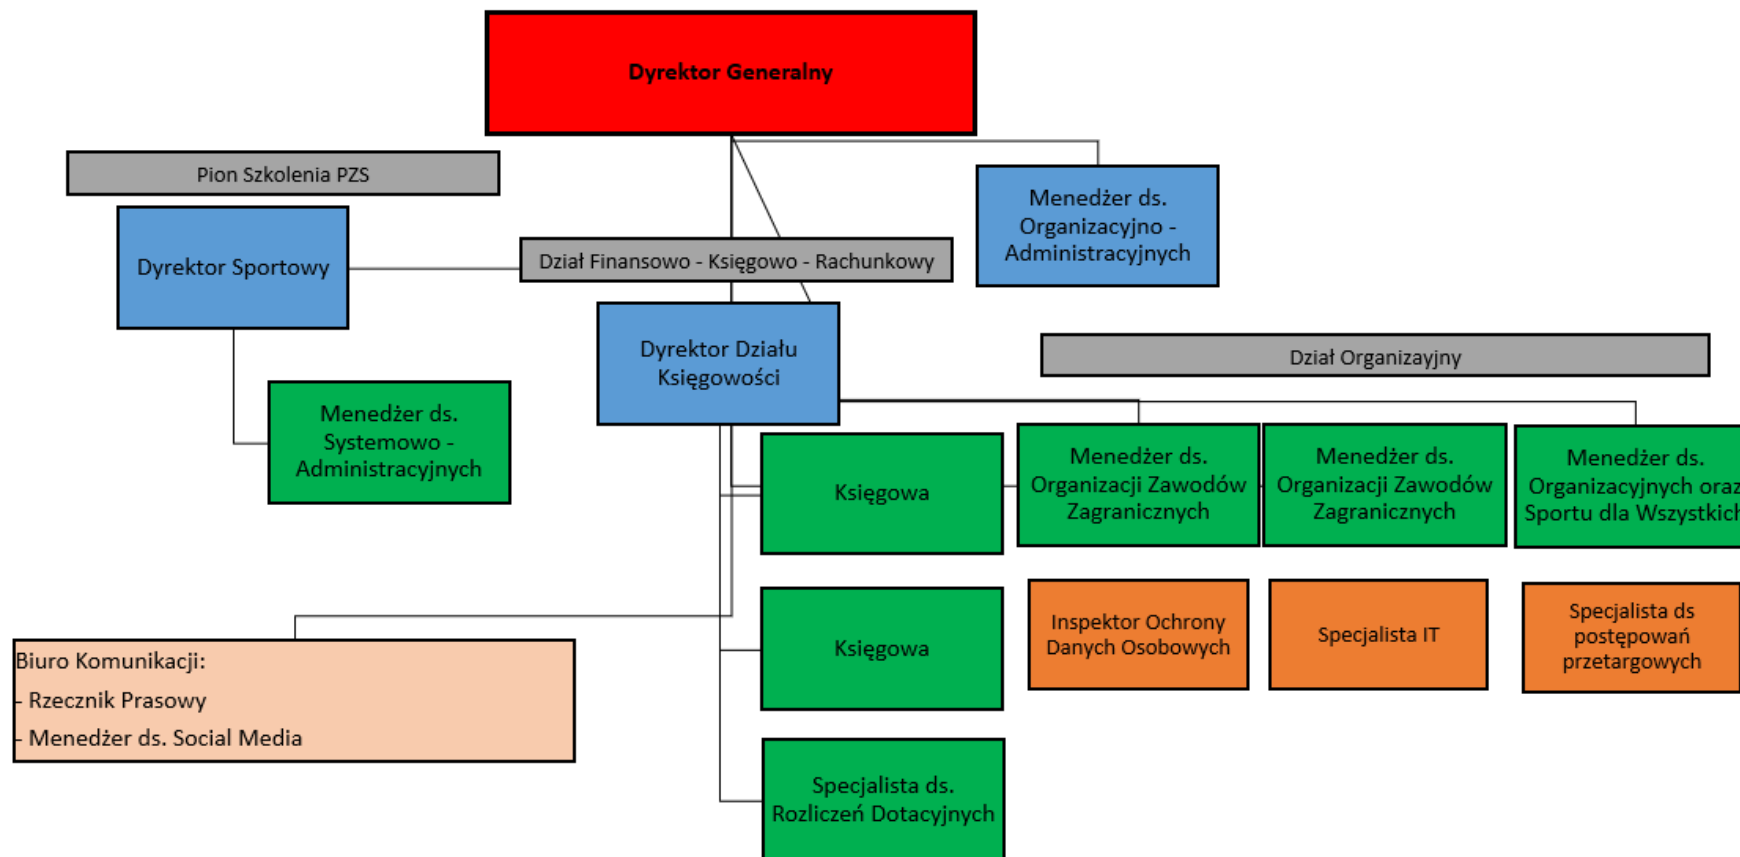 Dyrektor Generalny
Pion Szkolenia PZS
Menedżer ds.
Organizacyjno -
Administracyjnych
Dyrektor Sportowy
Dział Finansowo - Księgowo - Rachunkowy
Dyrektor Działu
Księgowości
Dział Organizayjny
Menedżer ds.
Systemowo -
Administracyjnych
Księgowa
Menedżer ds.
Organizacji Zawodów
Zagranicznych
Menedżer ds.
Organizacji Zawodów
Zagranicznych
Menedżer ds.
Organizacyjnych oraz
Sportu dla Wszystkich
Księgowa
Inspektor Ochrony
Danych Osobowych
Specjalista IT
Specjalista ds
postępowań
przetargowych
Biuro Komunikacji:
- Rzecznik Prasowy
- Menedżer ds. Social Media
Specjalista ds.
Rozliczeń Dotacyjnych